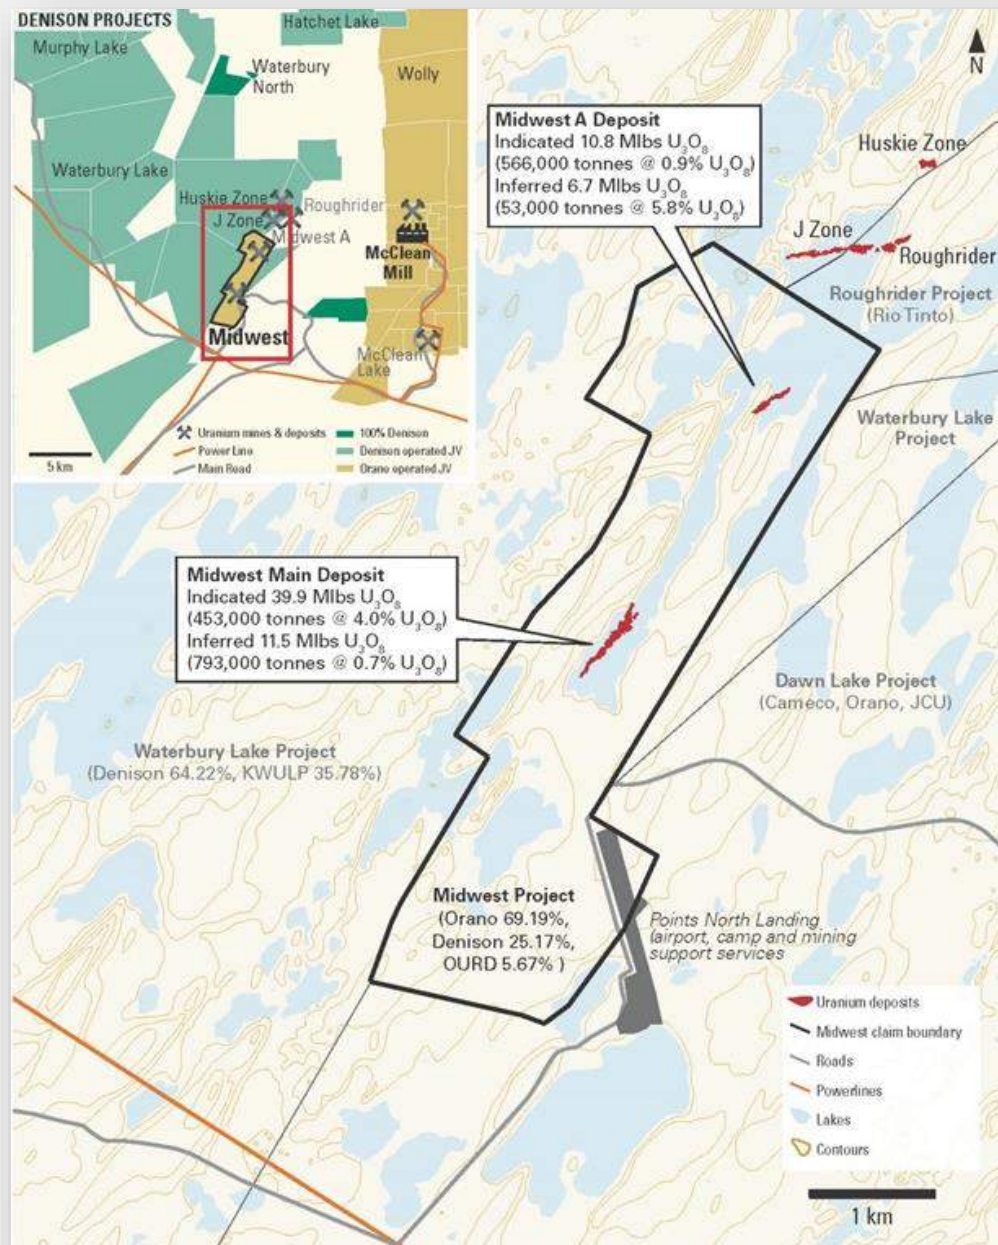 DENISON PROJECTS
Hatchet Lake
Murphy Lake
Waterbury
North
Wolly
Waterbury Lake
Huskie Zone
Roughrider
J Zone
Midwest A
McClean
Mill
Midwest
McClean
Lake
Uranium mines & deposits
Power Line
Main Road
100% Denison
Denison operated JV
Orano operated JV
5 km
N
Midwest A Deposit
Indicated 10.8 Mlbs U₃O₈
(566,000 tonnes @ 0.9% U₃O₈)
Inferred 6.7 Mlbs U₃O₈
(53,000 tonnes @ 5.8% U₃O₈)
Huskie Zone
J Zone
Roughrider
Roughrider Project
(Rio Tinto)
Waterbury Lake
Project
Midwest Main Deposit
Indicated 39.9 Mlbs U₃O₈
(453,000 tonnes @ 4.0% U₃O₈)
Inferred 11.5 Mlbs U₃O₈
(793,000 tonnes @ 0.7% U₃O₈)
Dawn Lake Project
(Cameco, Orano, JCU)
Waterbury Lake Project
(Denison 64.22%, KWULP 35.78%)
Midwest Project
(Orano 69.19%,
Denison 25.17%,
OURD 5.67% )
Points North Landing
(airport, camp and mining
support services
Uranium deposits
Midwest claim boundary
Roads
Powerlines
Lakes
Contours
1 km